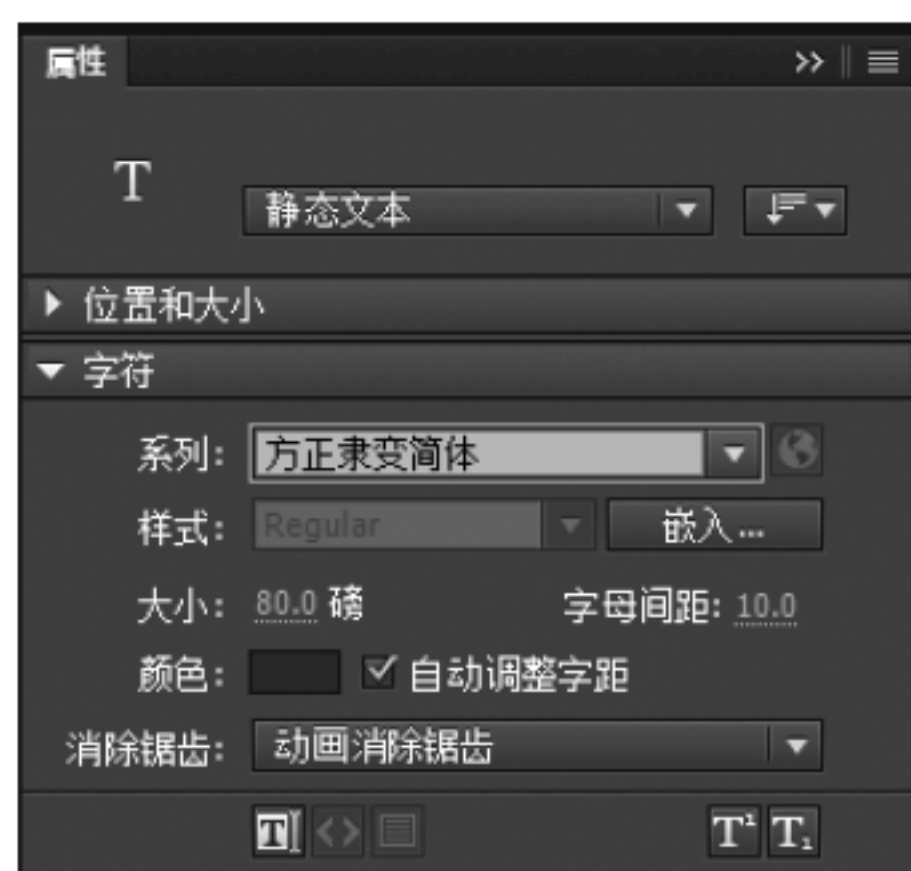 属性
T
静态文本
位置和大小
字符
系列: 方正隶变简体
样式: Regular 嵌入...
大小: 80.0 磅 字母间距: 10.0
颜色: 自动调整字距
消除锯齿: 动画消除锯齿
T T¹ T₁